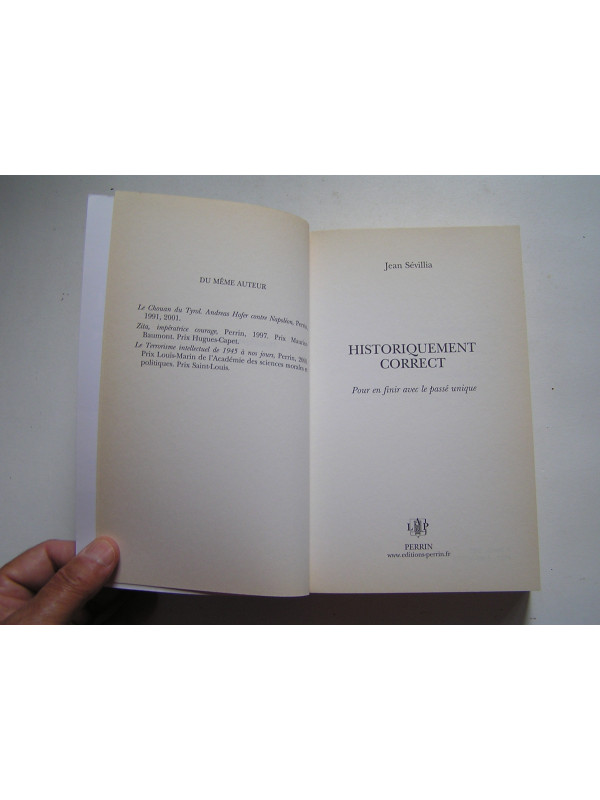 DU MÊME AUTEUR
Le Chouan du Tyrol. Andreas Hofer contre Napoléon, Perrin,
1991, 2001.
Zita, impératrice courage, Perrin, 1997. Prix
Baumont. Prix Hugues-Capet.
Le Terrorisme intellectuel de 1945 à nos jours, Perrin,
Prix Louis-Marin de l'Académie des sciences morales
politiques. Prix Saint-Louis.
Jean Sévillia
HISTORIQUEMENT
CORRECT
Pour en finir avec le passé unique
L P
PERRIN
www.editions-perrin.fr